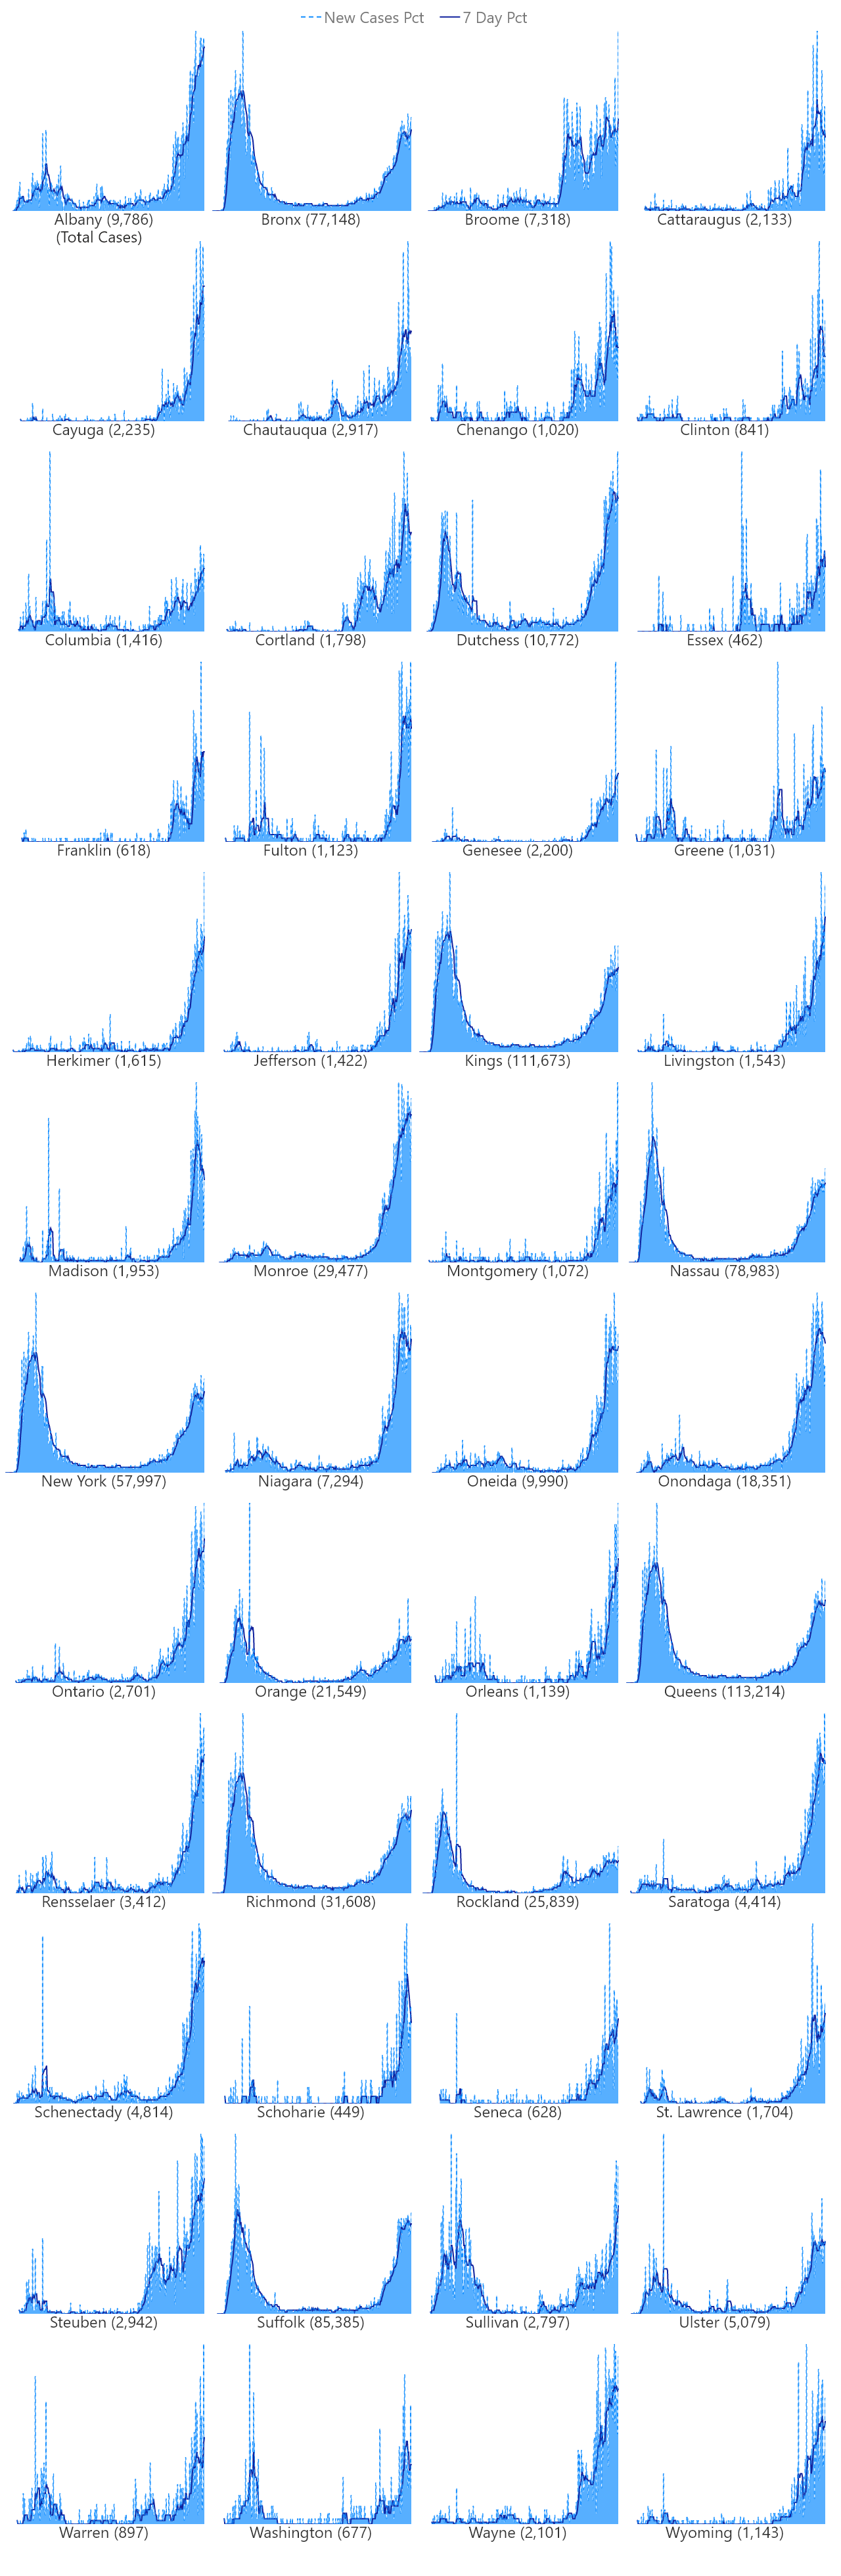 New Cases Pct 7 Day Pct
Albany (9,786) Bronx (77,148) Broome (7,318) Cattaraugus (2,133)
(Total Cases)
Cayuga (2,235) Chautauqua (2,917) Chenango (1,020) Clinton (841)
Columbia (1,416) Cortland (1,798) Dutchess (10,772) Essex (462)
Franklin (618) Fulton (1,123) Genesee (2,200) Greene (1,031)
Herkimer (1,615) Jefferson (1,422) Kings (111,673) Livingston (1,543)
Madison (1,953) Monroe (29,477) Montgomery (1,072) Nassau (78,983)
New York (57,997) Niagara (7,294) Oneida (9,990) Onondaga (18,351)
Ontario (2,701) Orange (21,549) Orleans (1,139) Queens (113,214)
Rensselaer (3,412) Richmond (31,608) Rockland (25,839) Saratoga (4,414)
Schenectady (4,814) Schoharie (449) Seneca (628) St. Lawrence (1,704)
Steuben (2,942) Suffolk (85,385) Sullivan (2,797) Ulster (5,079)
Warren (897) Washington (677) Wayne (2,101) Wyoming (1,143)